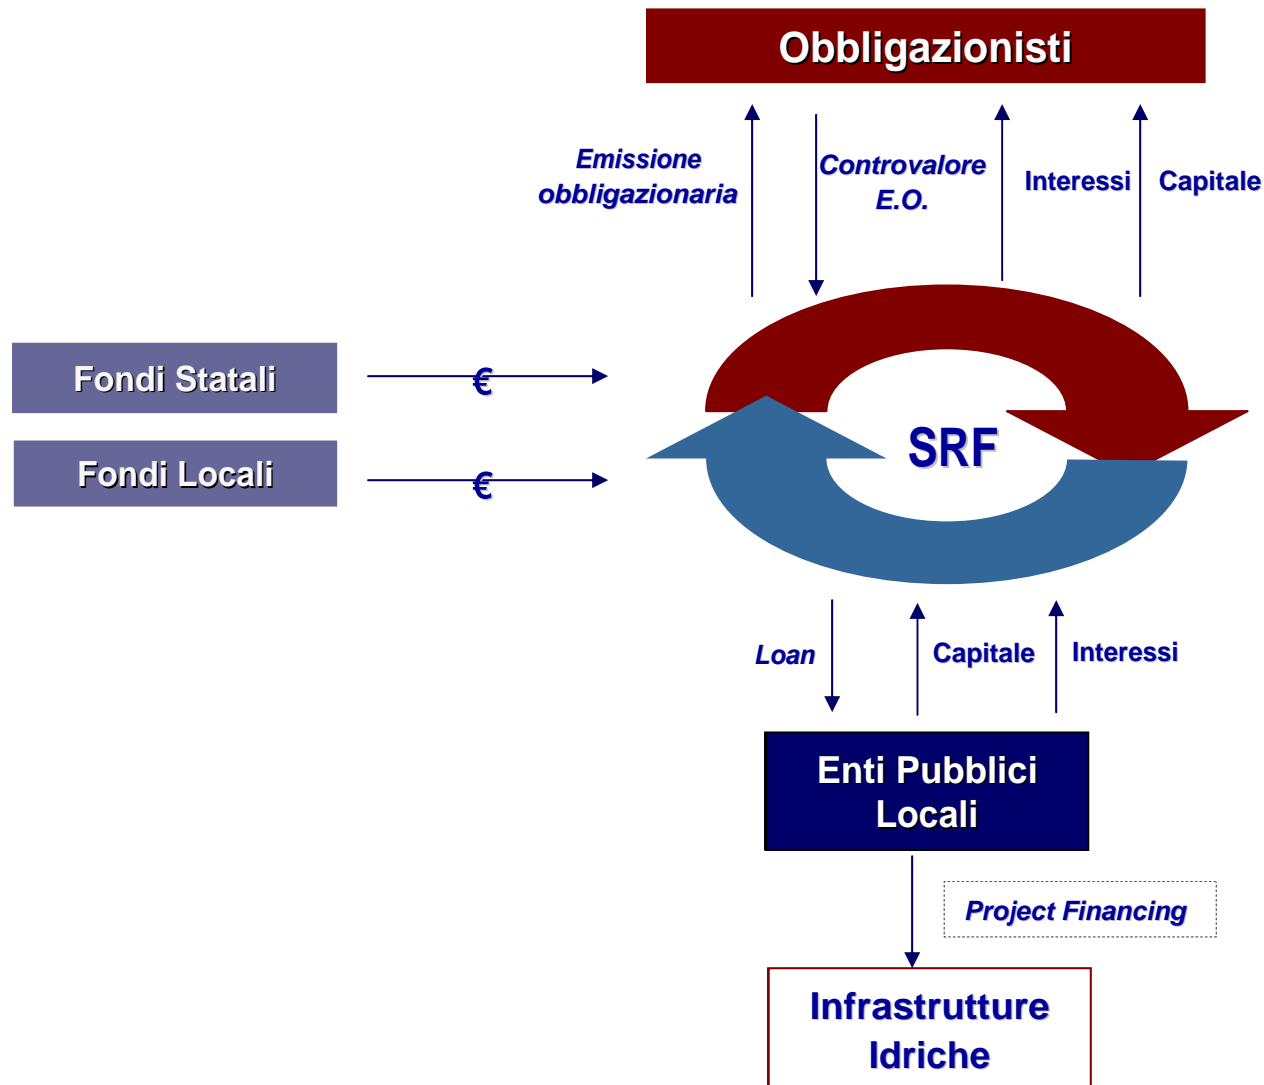 Obbligazionisti
Emissione
obbligazionaria
Controvalore
E.O.
Interessi
Capitale
Fondi Statali
€
Fondi Locali
€
SRF
Loan
Capitale
Interessi
Enti Pubblici
Locali
Project Financing
Infrastrutture
Idriche